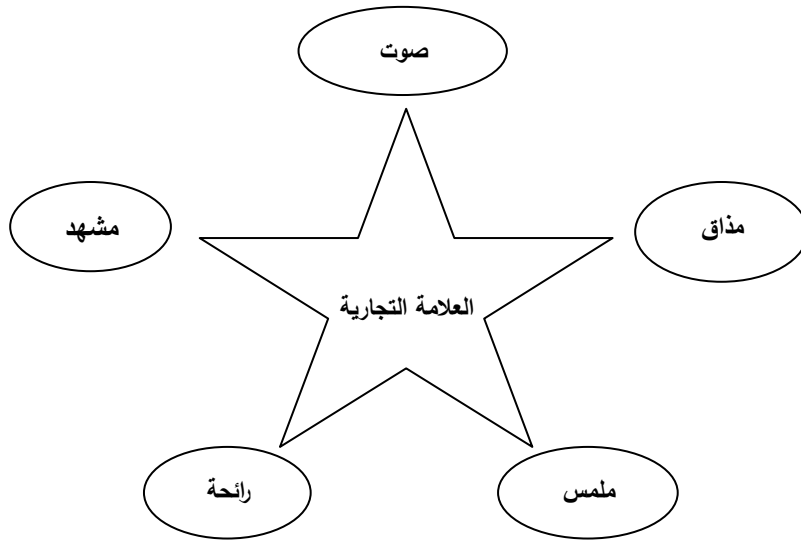 صوت
مذاق
مشهد
العلامة التجارية
رائحة
ملمس